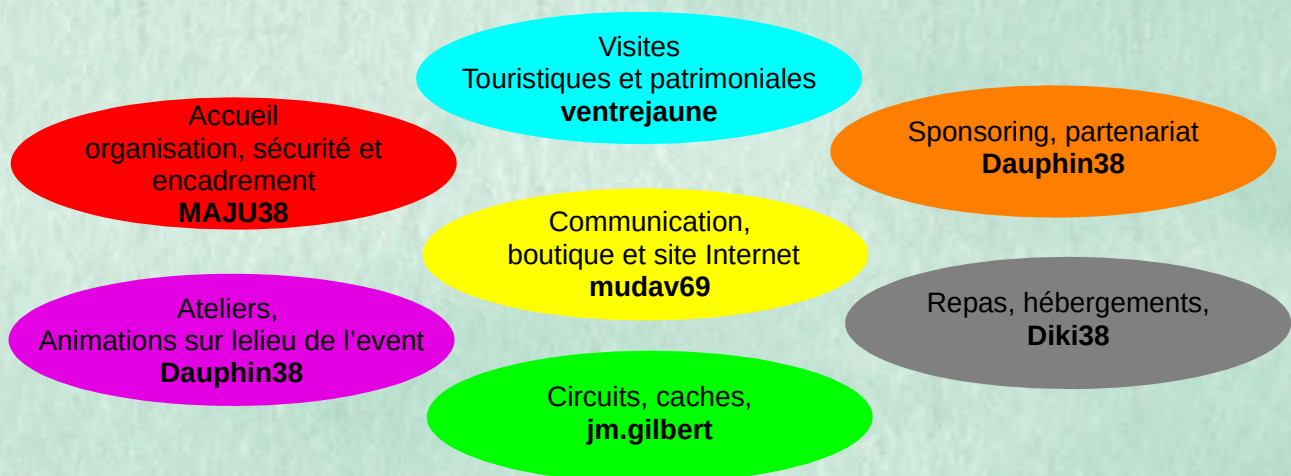 Visites
Touristiques et patrimoniales
ventrejaune
Accueil
organisation, sécurité et
encadrement
MAJU38
Sponsoring, partenariat
Dauphin38
Communication,
boutique et site Internet
mudav69
Ateliers,
Animations sur lelieu de l’event
Dauphin38
Repas, hébergements,
Diki38
Circuits, caches,
jm.gilbert